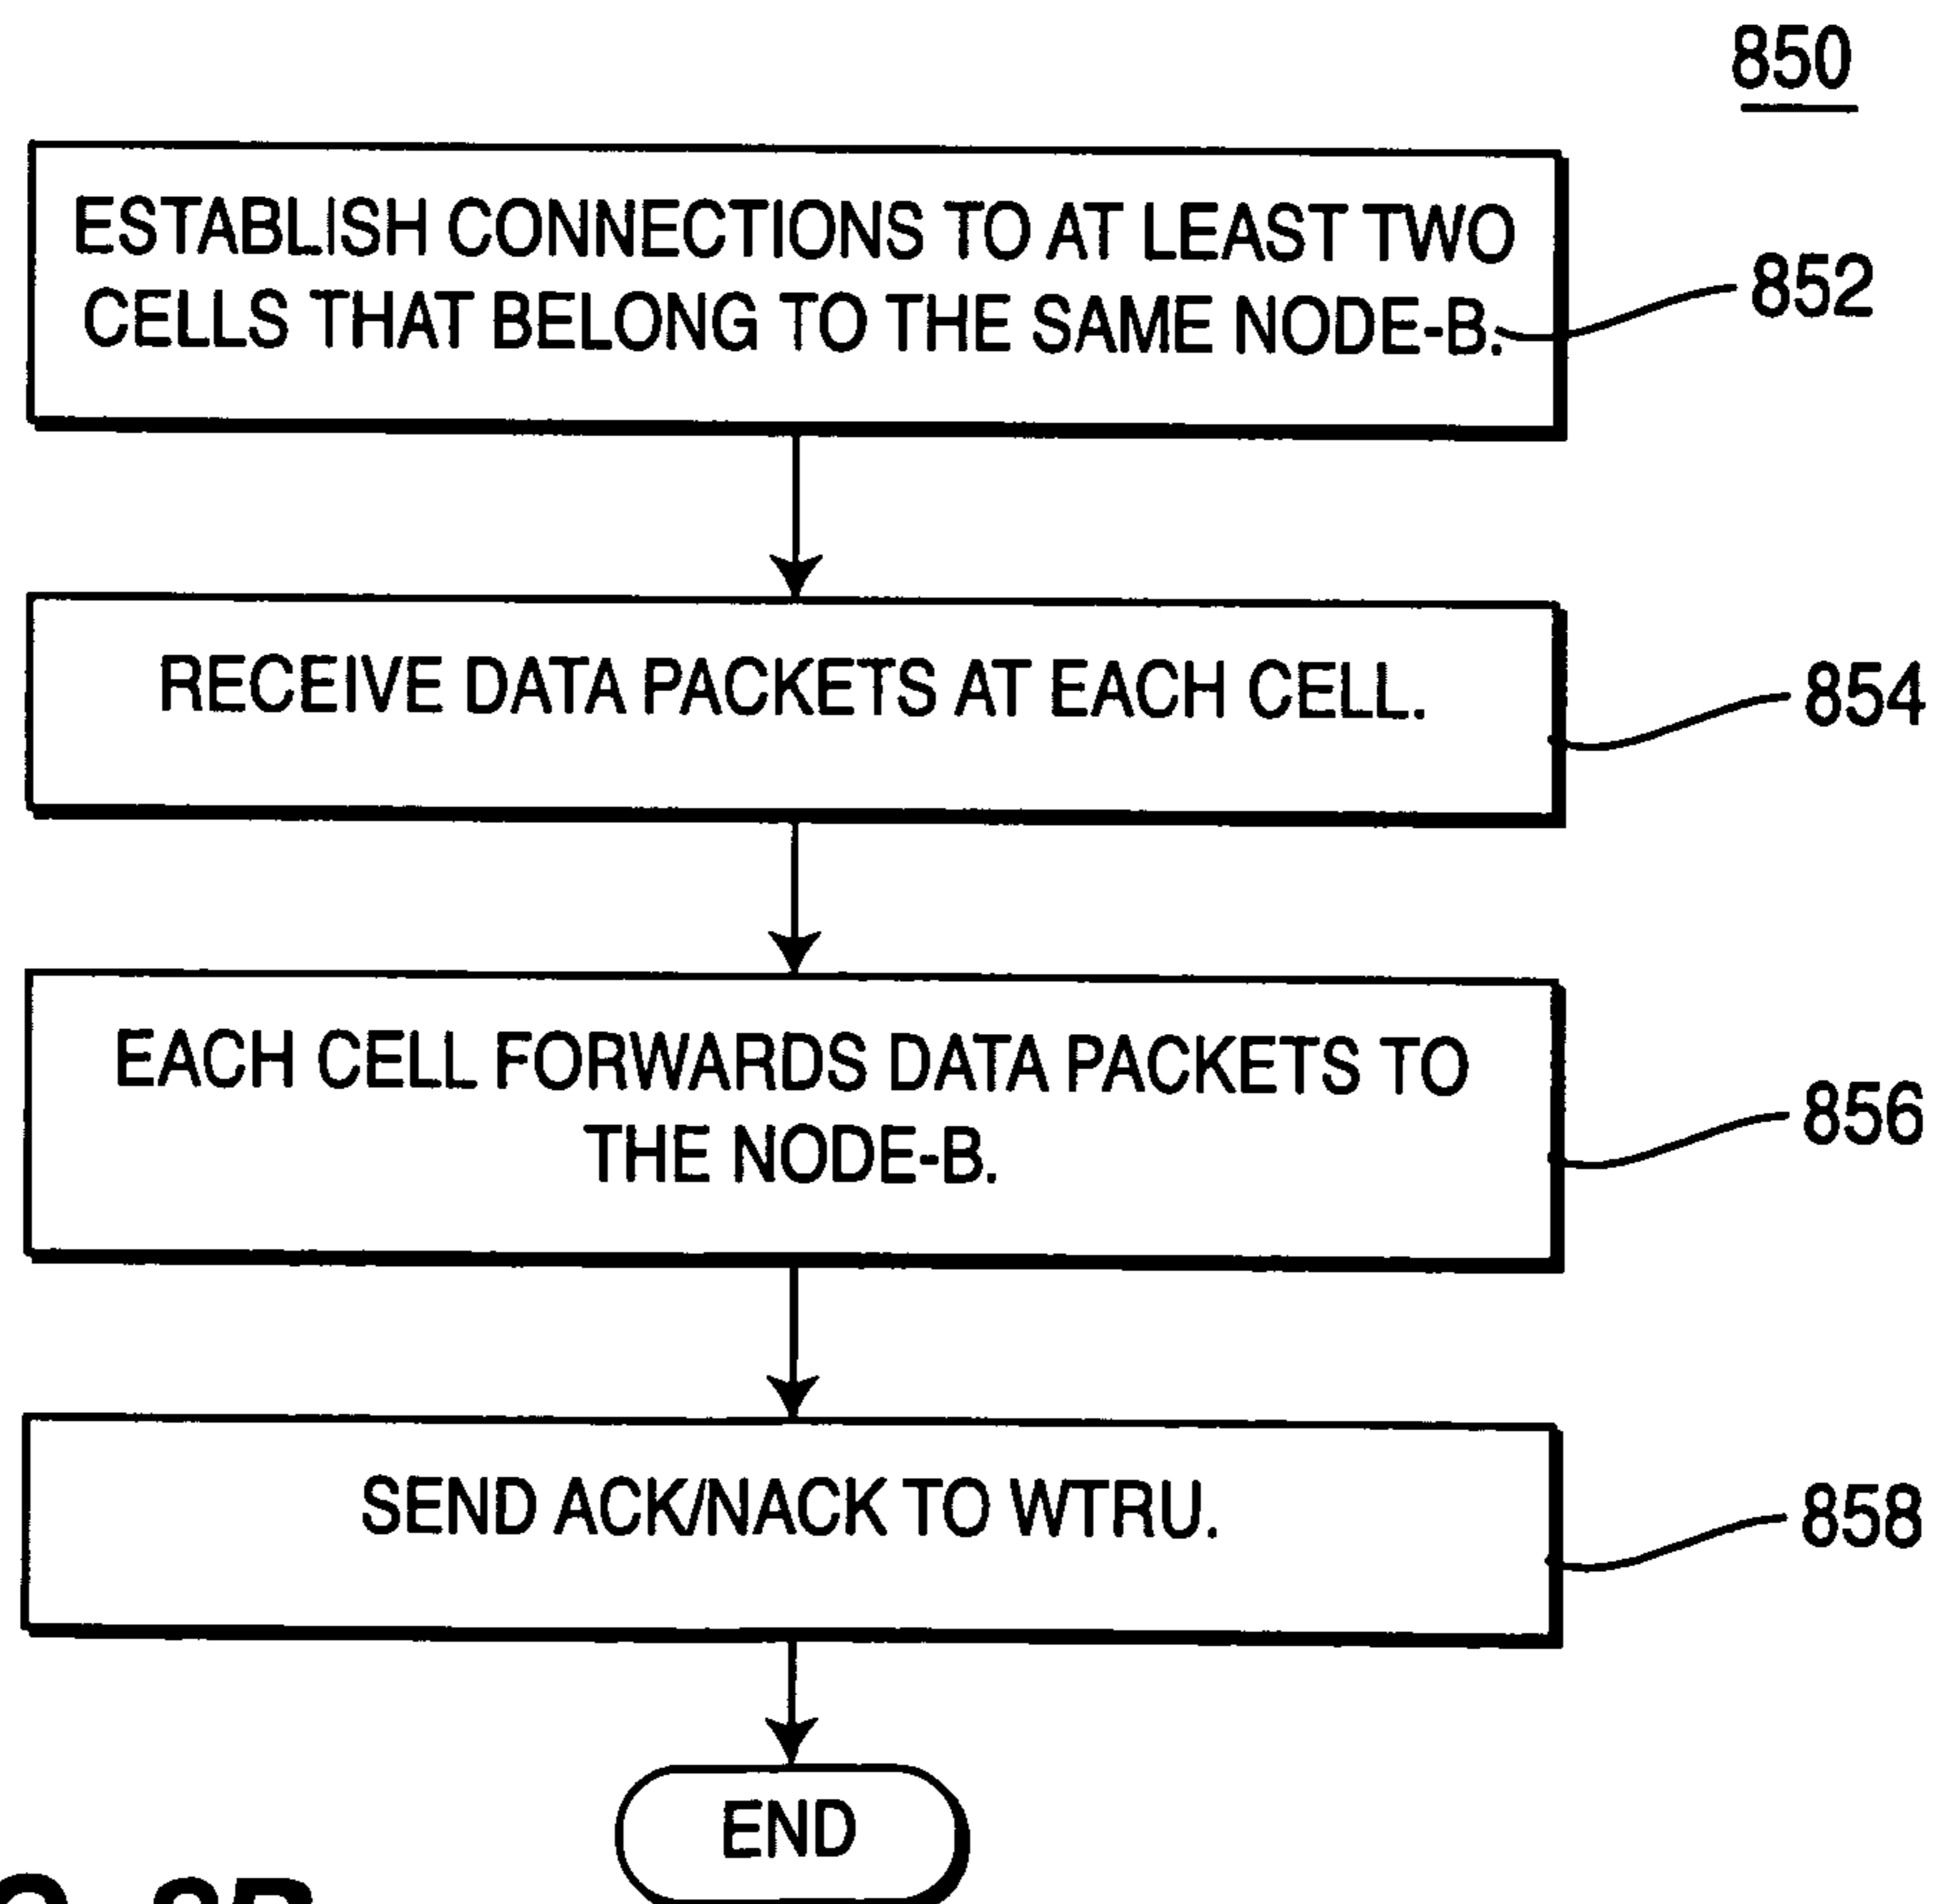 850
ESTABLISH CONNECTIONS TO AT LEAST TWO
CELLS THAT BELONG TO THE SAME NODE-B.
852
RECEIVE DATA PACKETS AT EACH CELL.
854
EACH CELL FORWARDS DATA PACKETS TO
THE NODE-B.
856
SEND ACK/NACK TO WTRU.
858
END